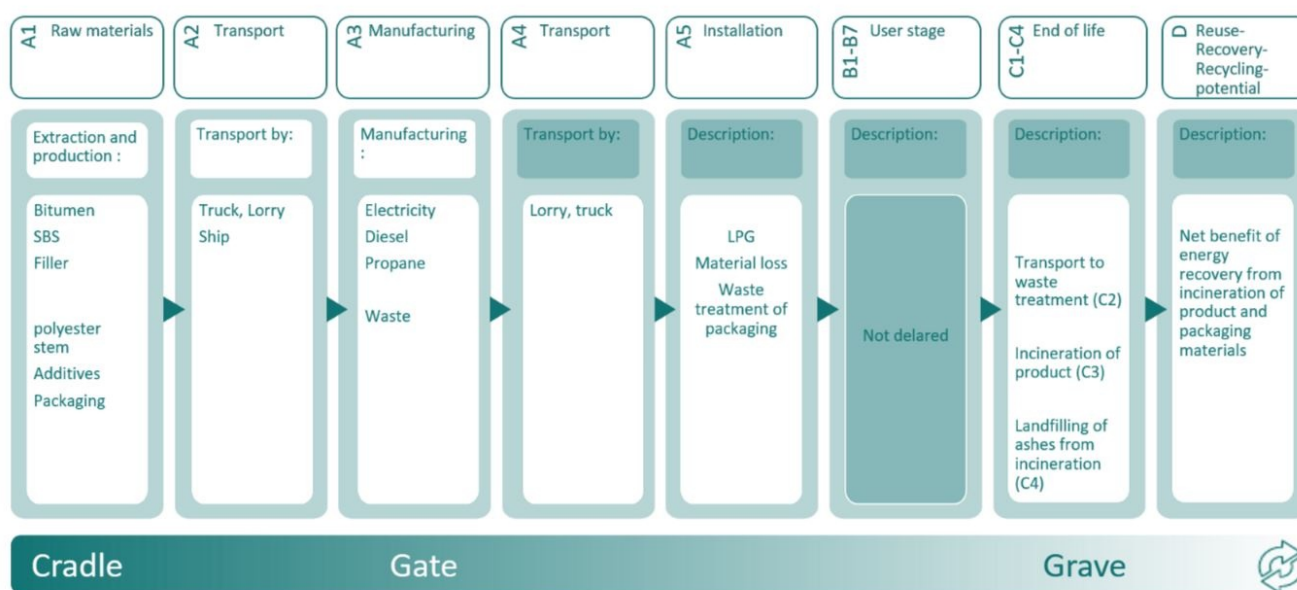 A1 Raw materials
A2 Transport
A3 Manufacturing
A4 Transport
A5 Installation
B1-B7 User stage
C1-C4 End of life
D Reuse-
Recovery-
Recycling-
potential
Extraction and
production :
Bitumen
SBS
Filler
polyester
stem
Additives
Packaging
Transport by:
Truck, Lorry
Ship
Manufacturing
:
Electricity
Diesel
Propane
Waste
Transport by:
Lorry, truck
Description:
LPG
Material loss
Waste
treatment of
packaging
Description:
Not delared
Description:
Transport to
waste
treatment (C2)
Incineration of
product (C3)
Landfilling of
ashes from
incineration
(C4)
Description:
Net benefit of
energy
recovery from
incineration of
product and
packaging
materials
Cradle
Gate
Grave